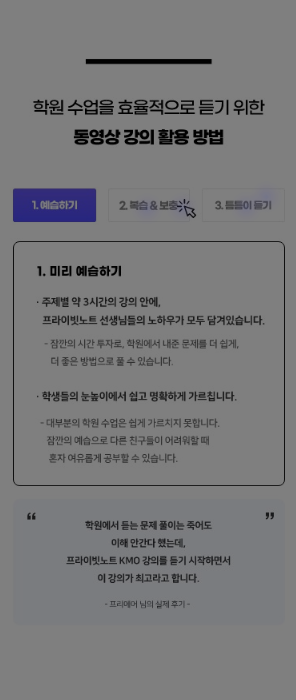 학원 수업을 효율적으로 듣기 위한
동영상 강의 활용 방법
1. 예습하기
2. 복습 & 보충
3. 틈틈이 듣기
1. 미리 예습하기
· 주제별 약 3시간의 강의 안에,
프라이빗노트 선생님들의 노하우가 모두 담겨있습니다.
- 잠깐의 시간 투자로, 학원에서 내준 문제를 더 쉽게,
더 좋은 방법으로 풀 수 있습니다.
· 학생들의 눈높이에서 쉽고 명확하게 가르칩니다.
- 대부분의 학원 수업은 쉽게 가르치지 못합니다.
잠깐의 예습으로 다른 친구들이 어려워할 때
혼자 여유롭게 공부할 수 있습니다.
“ ”
학원에서 듣는 문제 풀이는 죽어도
이해 안간다 했는데,
프라이빗노트 KMO 강의를 듣기 시작하면서
이 강의가 최고라고 합니다.
- 프리메어 님의 실제 후기 -